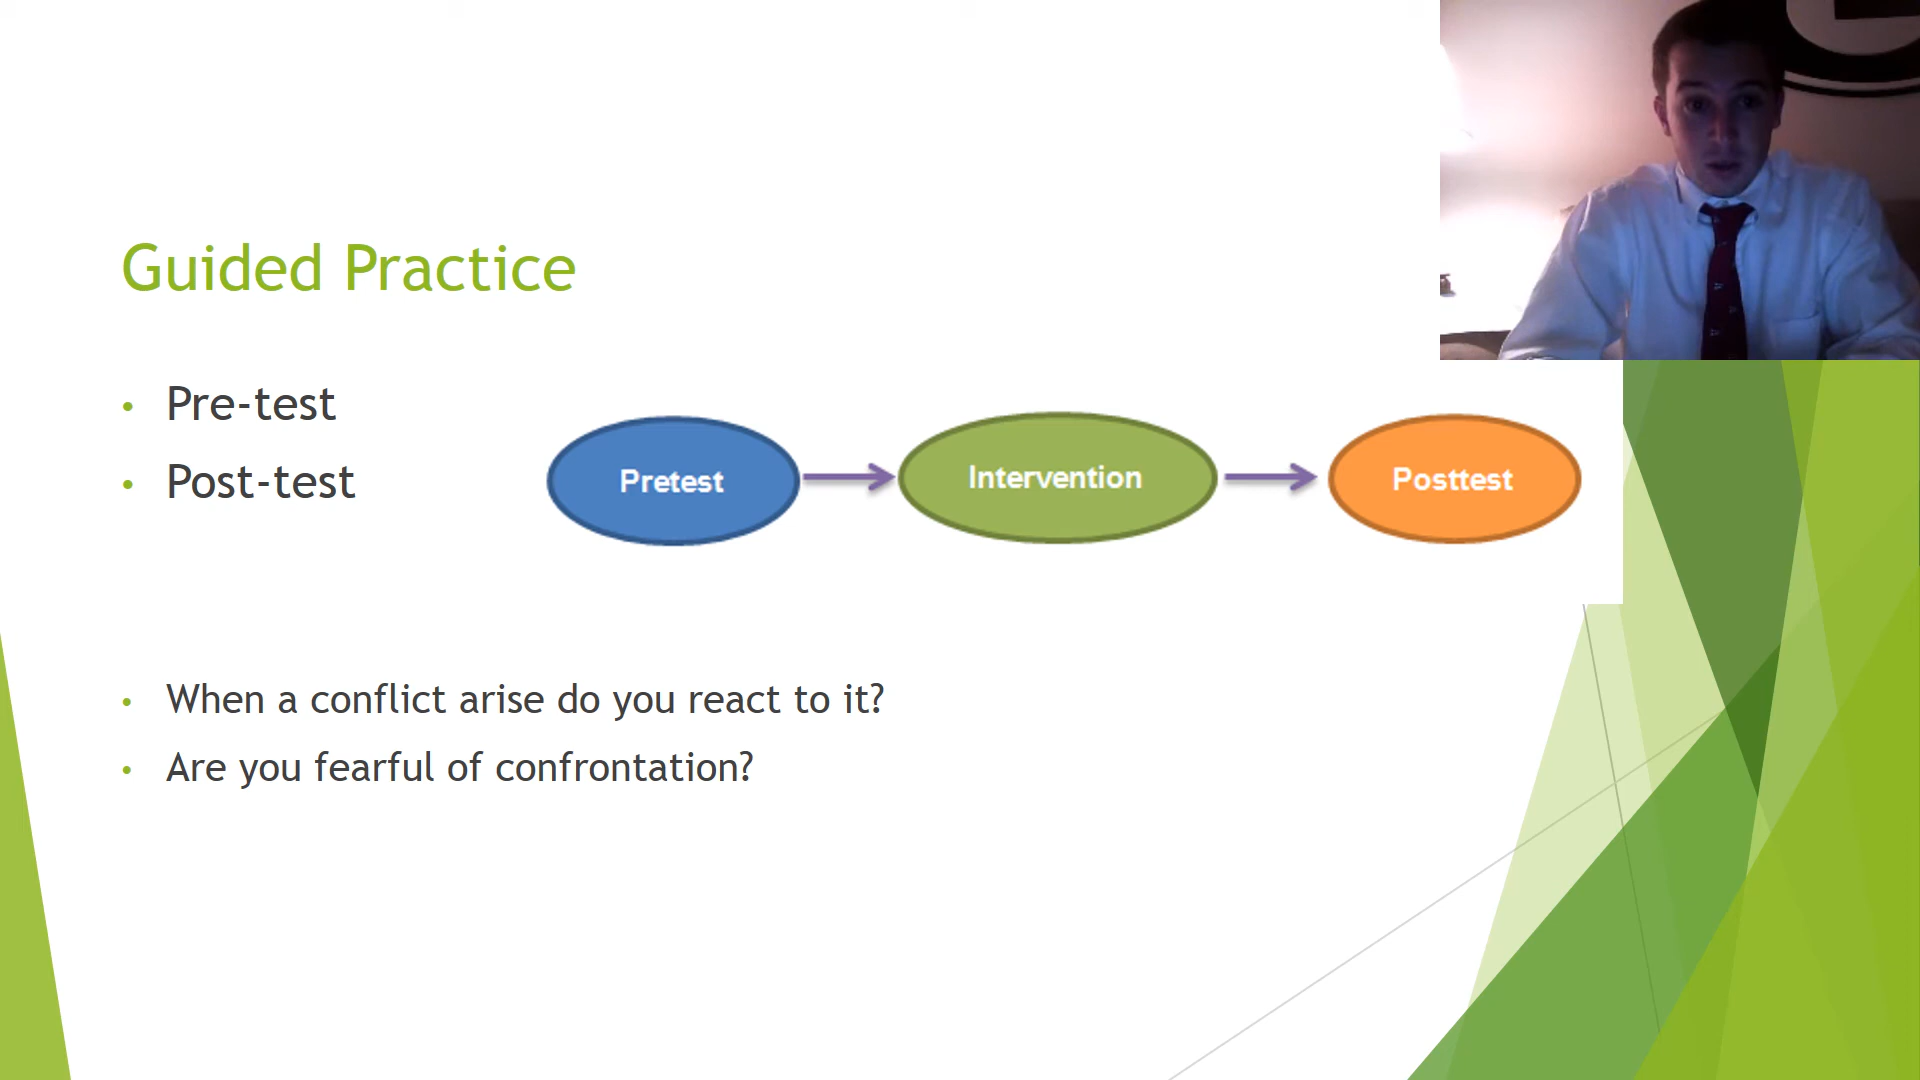 Guided Practice
• Pre-test
• Post-test
Pretest
Intervention
Posttest
• When a conflict arise do you react to it?
• Are you fearful of confrontation?